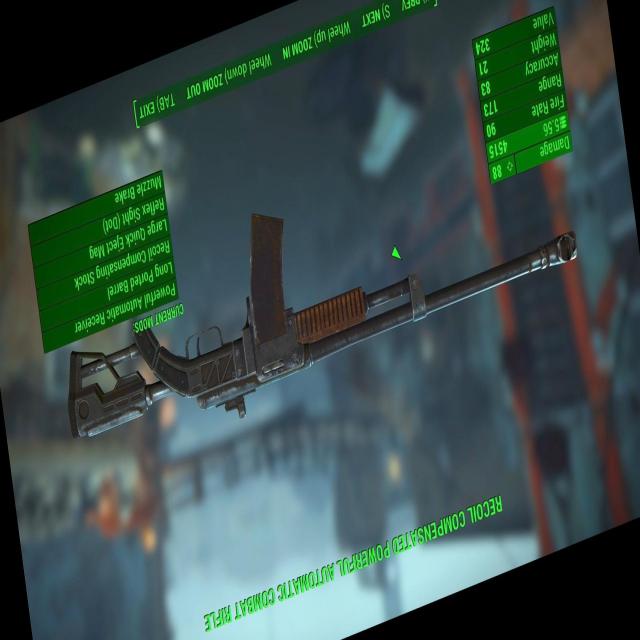 RECOIL COMPENSATED POWERFUL AUTOMATIC COMBAT RIFLE
CURRENT MODS
Powerful Automatic Receiver
Long Ported Barrel
Recoil Compensating Stock
Large Quick Eject Mag
Reflex Sight (Dot)
Muzzle Brake
Damage 88
5.56 4515
Fire Rate 90
Range 173
Accuracy 83
Weight 21
Value 324
PREV S) NEXT Wheel up) ZOOM IN Wheel down) ZOOM OUT TAB) EXIT